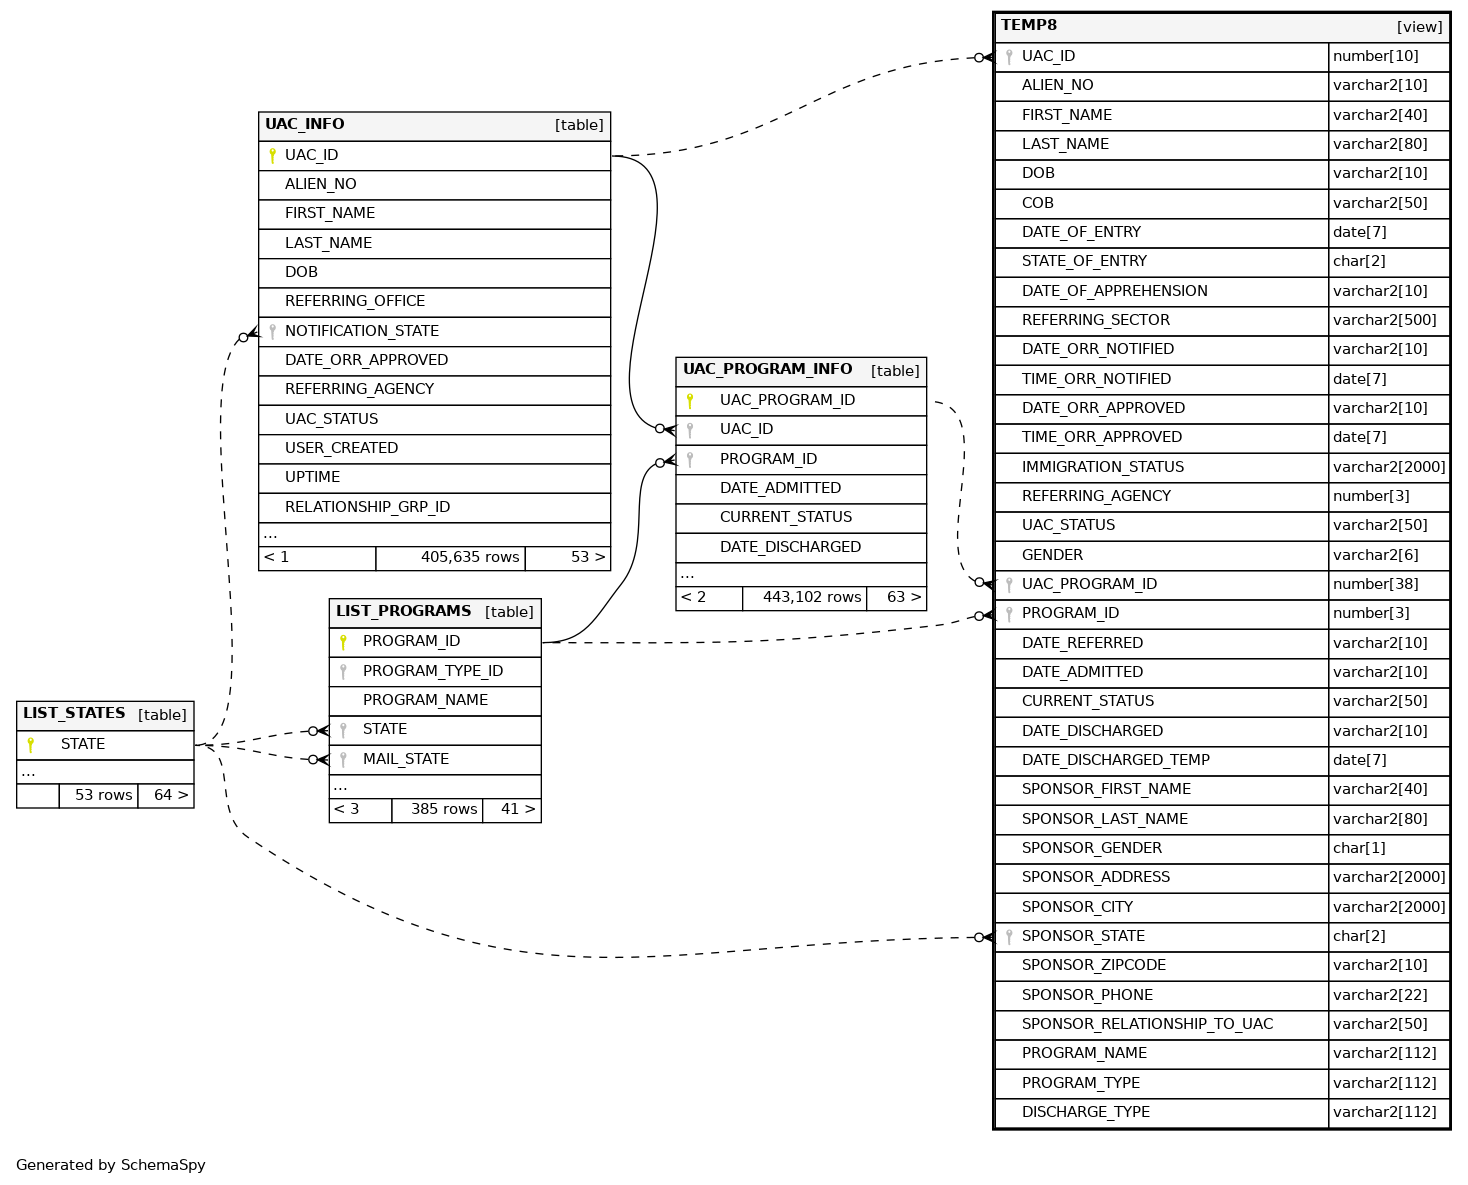 UAC_INFO [table]
UAC_ID
ALIEN_NO
FIRST_NAME
LAST_NAME
DOB
REFERRING_OFFICE
NOTIFICATION_STATE
DATE_ORR_APPROVED
REFERRING_AGENCY
UAC_STATUS
USER_CREATED
UPTIME
RELATIONSHIP_GRP_ID
...
< 1 405,635 rows 53 >
LIST_PROGRAMS [table]
PROGRAM_ID
PROGRAM_TYPE_ID
PROGRAM_NAME
STATE
MAIL_STATE
...
< 3 385 rows 41 >
LIST_STATES [table]
STATE
...
53 rows 64 >
UAC_PROGRAM_INFO [table]
UAC_PROGRAM_ID
UAC_ID
PROGRAM_ID
DATE_ADMITTED
CURRENT_STATUS
DATE_DISCHARGED
...
< 2 443,102 rows 63 >
TEMP8 [view]
UAC_ID number[10]
ALIEN_NO varchar2[10]
FIRST_NAME varchar2[40]
LAST_NAME varchar2[80]
DOB varchar2[10]
COB varchar2[50]
DATE_OF_ENTRY date[7]
STATE_OF_ENTRY char[2]
DATE_OF_APPREHENSION varchar2[10]
REFERRING_SECTOR varchar2[500]
DATE_ORR_NOTIFIED varchar2[10]
TIME_ORR_NOTIFIED date[7]
DATE_ORR_APPROVED varchar2[10]
TIME_ORR_APPROVED date[7]
IMMIGRATION_STATUS varchar2[2000]
REFERRING_AGENCY number[3]
UAC_STATUS varchar2[50]
GENDER varchar2[6]
UAC_PROGRAM_ID number[38]
PROGRAM_ID number[3]
DATE_REFERRED varchar2[10]
DATE_ADMITTED varchar2[10]
CURRENT_STATUS varchar2[50]
DATE_DISCHARGED varchar2[10]
DATE_DISCHARGED_TEMP date[7]
SPONSOR_FIRST_NAME varchar2[40]
SPONSOR_LAST_NAME varchar2[80]
SPONSOR_GENDER char[1]
SPONSOR_ADDRESS varchar2[2000]
SPONSOR_CITY varchar2[2000]
SPONSOR_STATE char[2]
SPONSOR_ZIPCODE varchar2[10]
SPONSOR_PHONE varchar2[22]
SPONSOR_RELATIONSHIP_TO_UAC varchar2[50]
PROGRAM_NAME varchar2[112]
PROGRAM_TYPE varchar2[112]
DISCHARGE_TYPE varchar2[112]
Generated by SchemaSpy